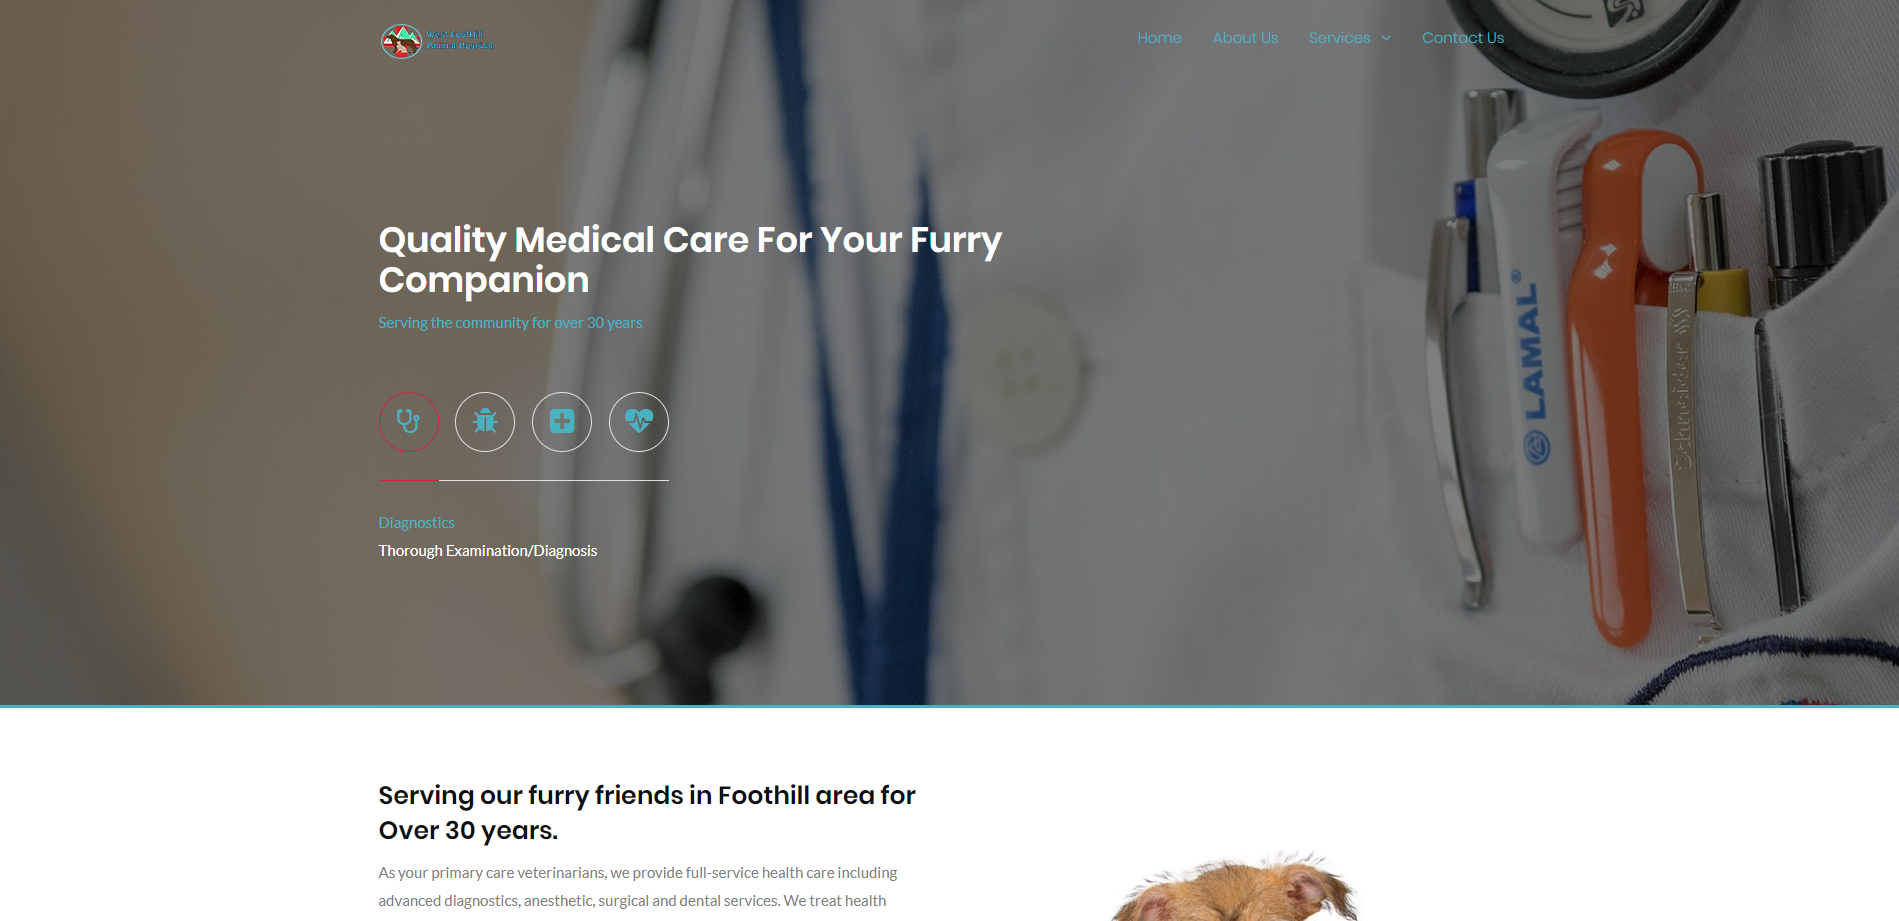 West Foothill
Animal Hospital
Home
About Us
Services
Contact Us
Quality Medical Care For Your Furry
Companion
Serving the community for over 30 years
Diagnostics
Thorough Examination/Diagnosis
LAMAL®
Schneider
Serving our furry friends in Foothill area for
Over 30 years.
As your primary care veterinarians, we provide full-service health care including
advanced diagnostics, anesthetic, surgical and dental services. We treat health